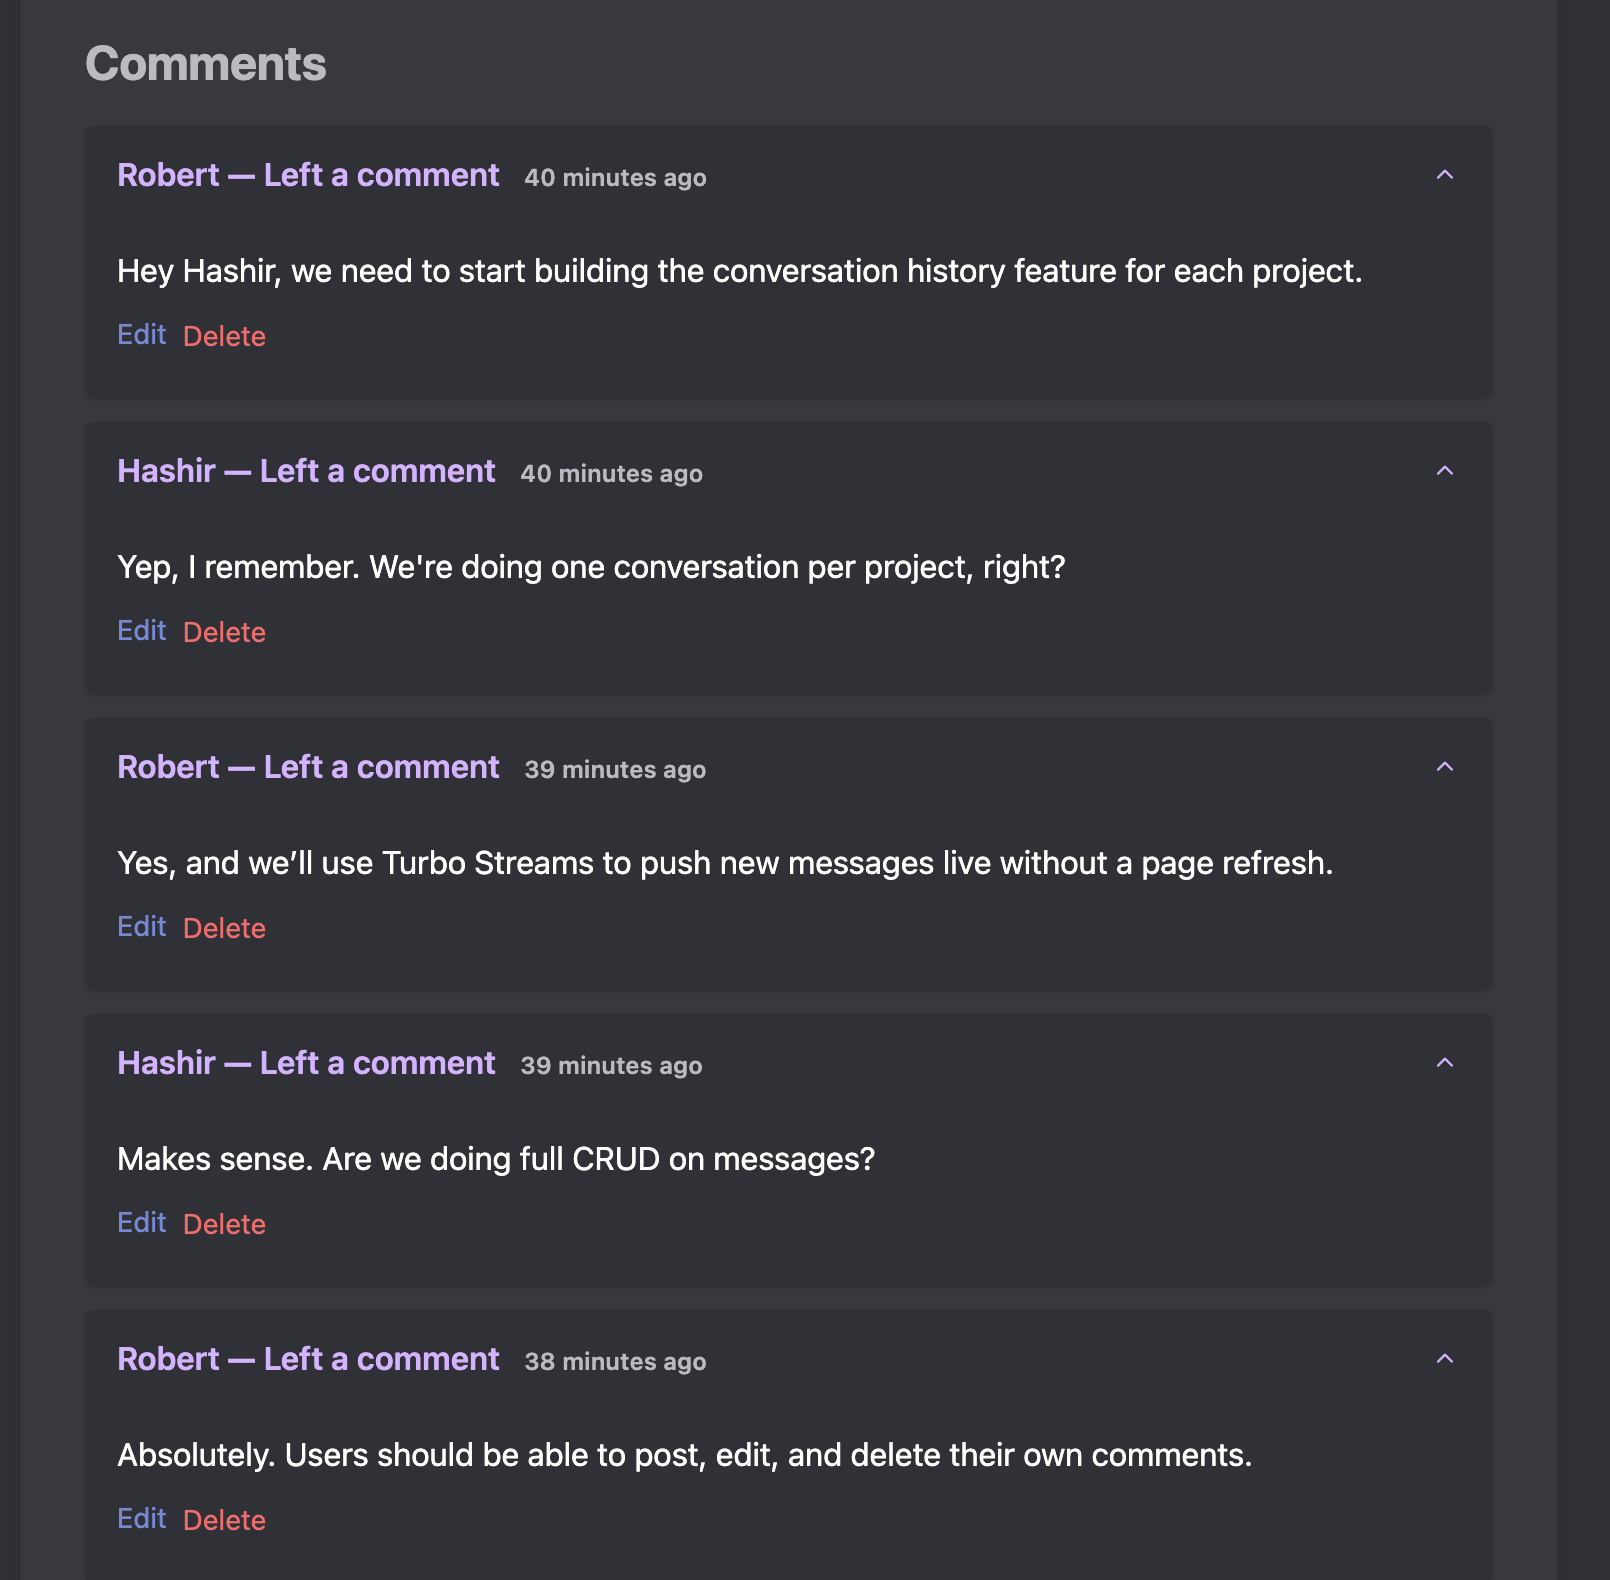 Comments
Robert — Left a comment 40 minutes ago
Hey Hashir, we need to start building the conversation history feature for each project.
Edit Delete
Hashir — Left a comment 40 minutes ago
Yep, I remember. We're doing one conversation per project, right?
Edit Delete
Robert — Left a comment 39 minutes ago
Yes, and we’ll use Turbo Streams to push new messages live without a page refresh.
Edit Delete
Hashir — Left a comment 39 minutes ago
Makes sense. Are we doing full CRUD on messages?
Edit Delete
Robert — Left a comment 38 minutes ago
Absolutely. Users should be able to post, edit, and delete their own comments.
Edit Delete